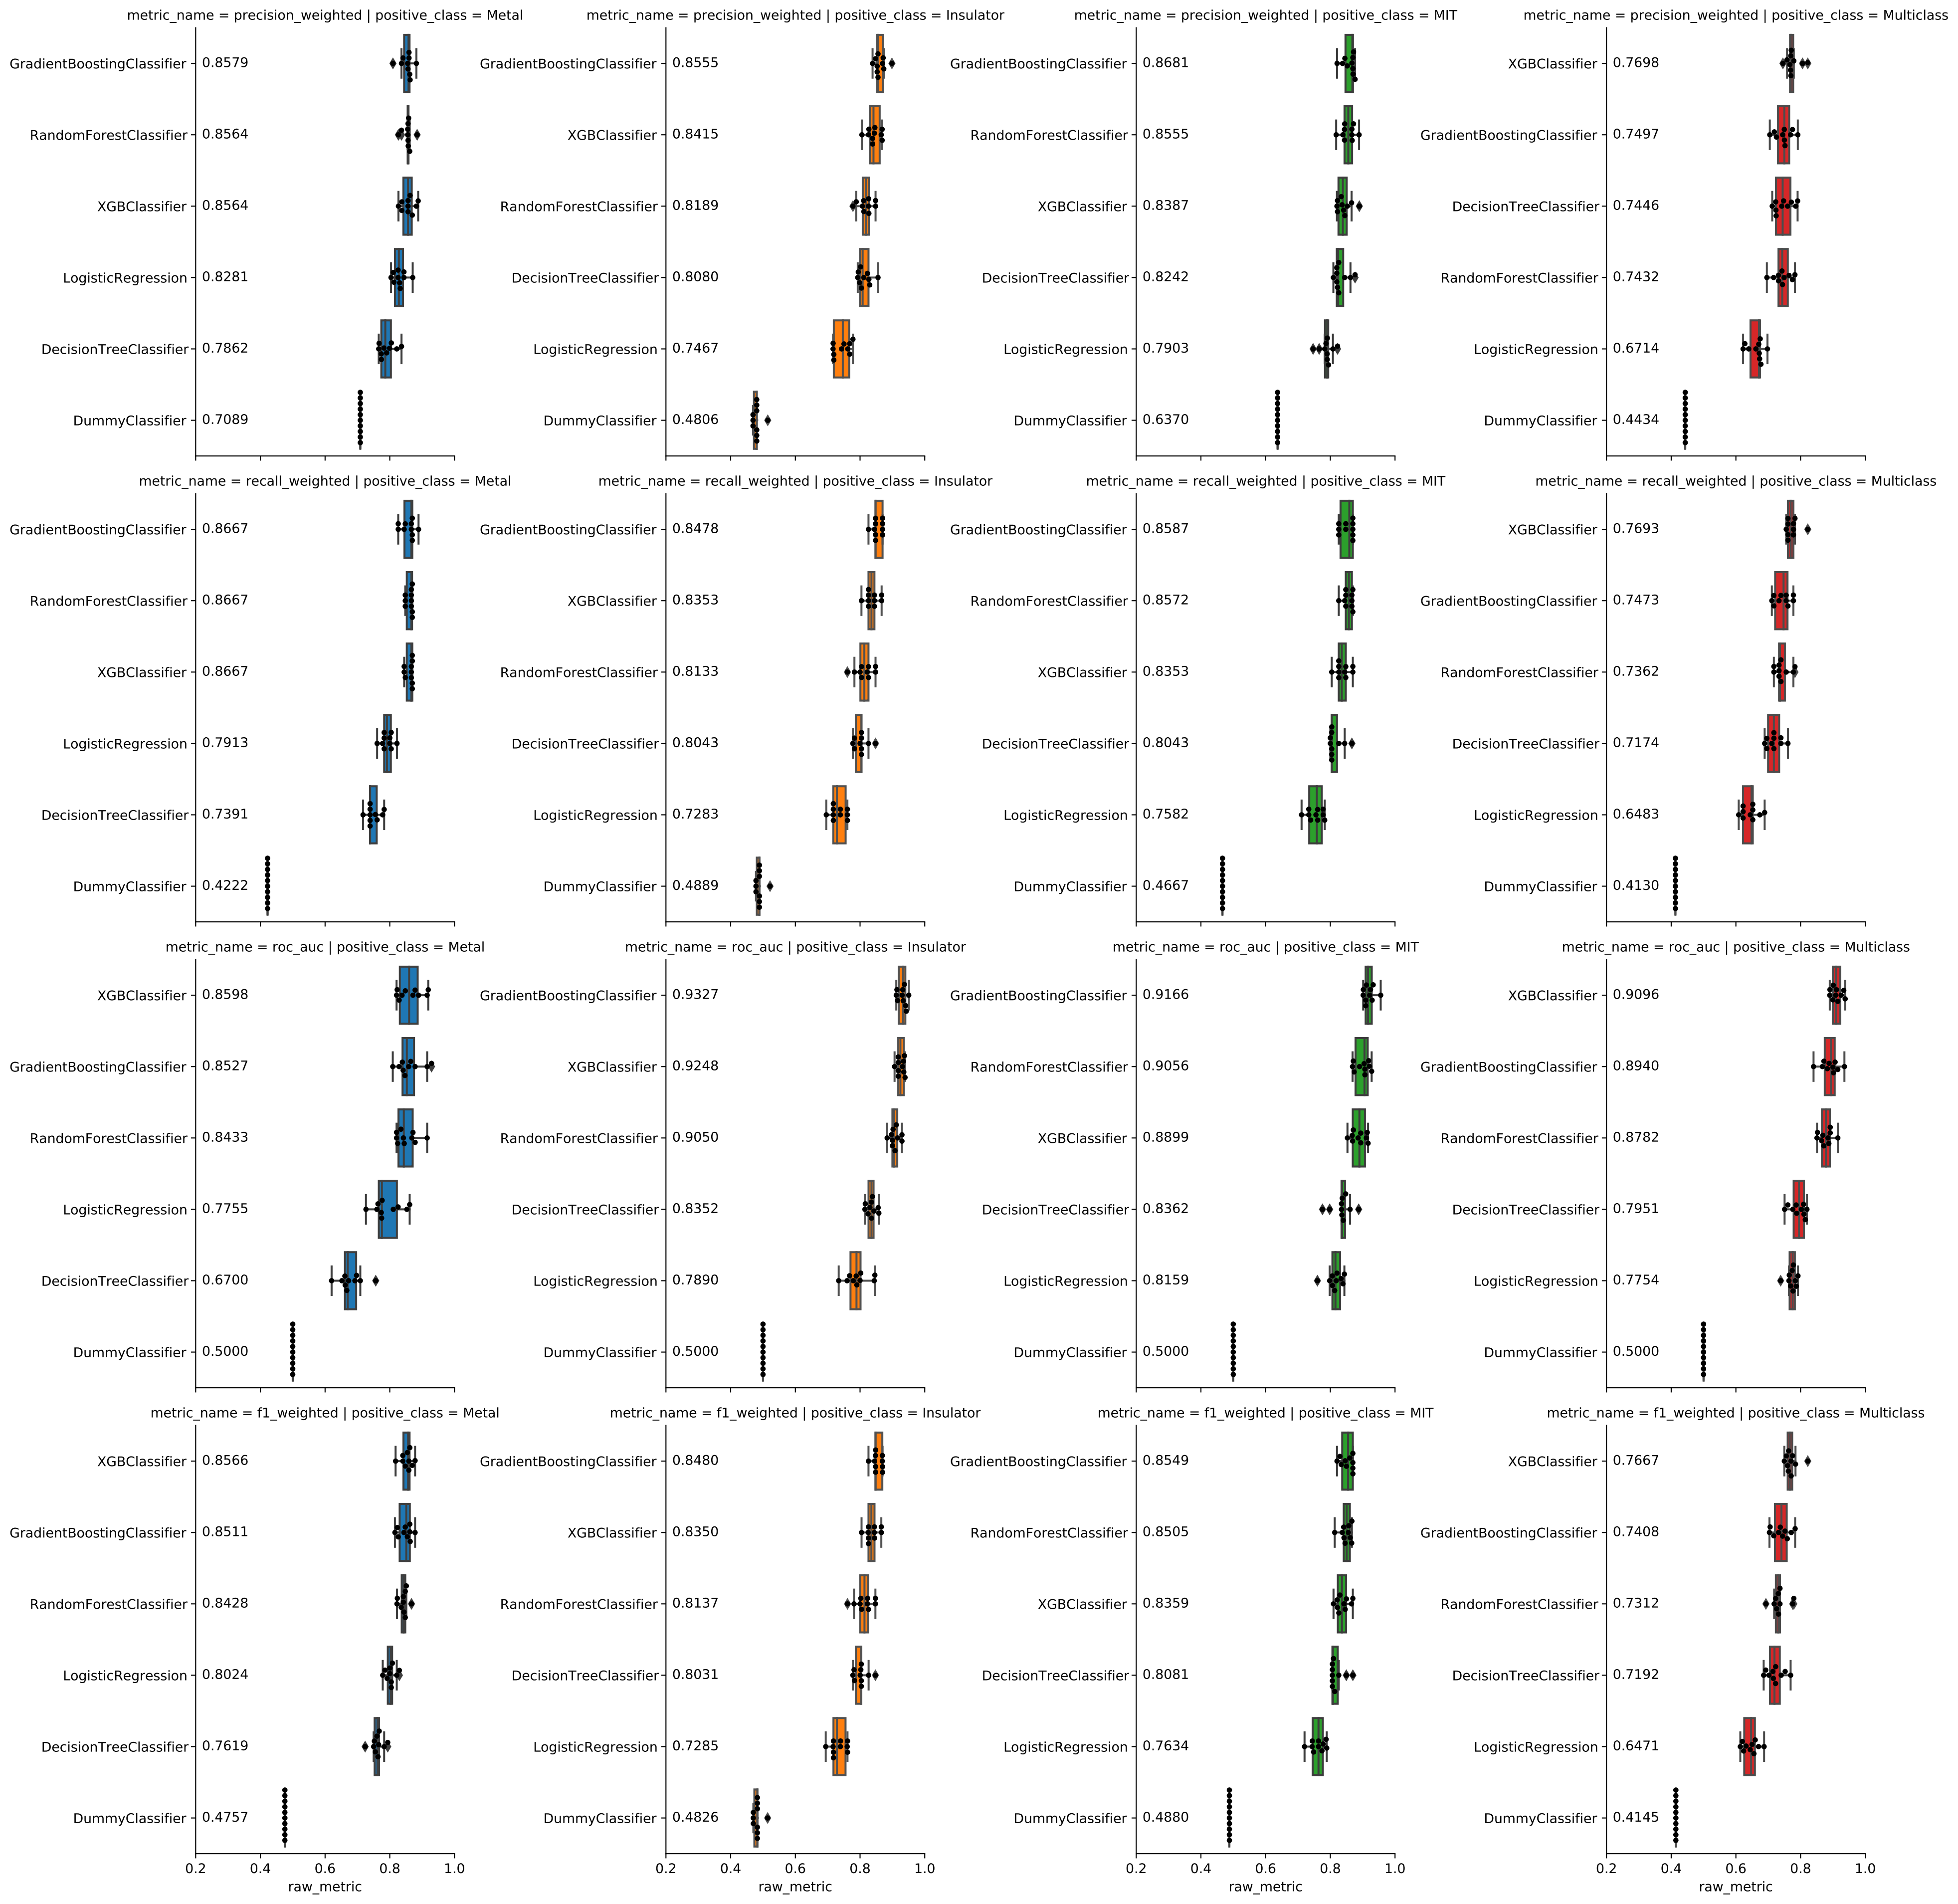 metric_name = precision_weighted | positive_class = Metal
GradientBoostingClassifier 0.8579
RandomForestClassifier 0.8564
XGBClassifier 0.8564
LogisticRegression 0.8281
DecisionTreeClassifier 0.7862
DummyClassifier 0.7089
metric_name = precision_weighted | positive_class = Insulator
GradientBoostingClassifier 0.8555
XGBClassifier 0.8415
RandomForestClassifier 0.8189
DecisionTreeClassifier 0.8080
LogisticRegression 0.7467
DummyClassifier 0.4806
metric_name = precision_weighted | positive_class = MIT
GradientBoostingClassifier 0.8681
RandomForestClassifier 0.8555
XGBClassifier 0.8387
DecisionTreeClassifier 0.8242
LogisticRegression 0.7903
DummyClassifier 0.6370
metric_name = precision_weighted | positive_class = Multiclass
XGBClassifier 0.7698
GradientBoostingClassifier 0.7497
DecisionTreeClassifier 0.7446
RandomForestClassifier 0.7432
LogisticRegression 0.6714
DummyClassifier 0.4434
metric_name = recall_weighted | positive_class = Metal
GradientBoostingClassifier 0.8667
RandomForestClassifier 0.8667
XGBClassifier 0.8667
LogisticRegression 0.7913
DecisionTreeClassifier 0.7391
DummyClassifier 0.4222
metric_name = recall_weighted | positive_class = Insulator
GradientBoostingClassifier 0.8478
XGBClassifier 0.8353
RandomForestClassifier 0.8133
DecisionTreeClassifier 0.8043
LogisticRegression 0.7283
DummyClassifier 0.4889
metric_name = recall_weighted | positive_class = MIT
GradientBoostingClassifier 0.8587
RandomForestClassifier 0.8572
XGBClassifier 0.8353
DecisionTreeClassifier 0.8043
LogisticRegression 0.7582
DummyClassifier 0.4667
metric_name = recall_weighted | positive_class = Multiclass
XGBClassifier 0.7693
GradientBoostingClassifier 0.7473
RandomForestClassifier 0.7362
DecisionTreeClassifier 0.7174
LogisticRegression 0.6483
DummyClassifier 0.4130
metric_name = roc_auc | positive_class = Metal
XGBClassifier 0.8598
GradientBoostingClassifier 0.8527
RandomForestClassifier 0.8433
LogisticRegression 0.7755
DecisionTreeClassifier 0.6700
DummyClassifier 0.5000
metric_name = roc_auc | positive_class = Insulator
GradientBoostingClassifier 0.9327
XGBClassifier 0.9248
RandomForestClassifier 0.9050
DecisionTreeClassifier 0.8352
LogisticRegression 0.7890
DummyClassifier 0.5000
metric_name = roc_auc | positive_class = MIT
GradientBoostingClassifier 0.9166
RandomForestClassifier 0.9056
XGBClassifier 0.8899
DecisionTreeClassifier 0.8362
LogisticRegression 0.8159
DummyClassifier 0.5000
metric_name = roc_auc | positive_class = Multiclass
XGBClassifier 0.9096
GradientBoostingClassifier 0.8940
RandomForestClassifier 0.8782
DecisionTreeClassifier 0.7951
LogisticRegression 0.7754
DummyClassifier 0.5000
metric_name = f1_weighted | positive_class = Metal
XGBClassifier 0.8566
GradientBoostingClassifier 0.8511
RandomForestClassifier 0.8428
LogisticRegression 0.8024
DecisionTreeClassifier 0.7619
DummyClassifier 0.4757
0.2 0.4 0.6 0.8 1.0
raw_metric
metric_name = f1_weighted | positive_class = Insulator
GradientBoostingClassifier 0.8480
XGBClassifier 0.8350
RandomForestClassifier 0.8137
DecisionTreeClassifier 0.8031
LogisticRegression 0.7285
DummyClassifier 0.4826
0.2 0.4 0.6 0.8 1.0
raw_metric
metric_name = f1_weighted | positive_class = MIT
GradientBoostingClassifier 0.8549
RandomForestClassifier 0.8505
XGBClassifier 0.8359
DecisionTreeClassifier 0.8081
LogisticRegression 0.7634
DummyClassifier 0.4880
0.2 0.4 0.6 0.8 1.0
raw_metric
metric_name = f1_weighted | positive_class = Multiclass
XGBClassifier 0.7667
GradientBoostingClassifier 0.7408
RandomForestClassifier 0.7312
DecisionTreeClassifier 0.7192
LogisticRegression 0.6471
DummyClassifier 0.4145
0.2 0.4 0.6 0.8 1.0
raw_metric